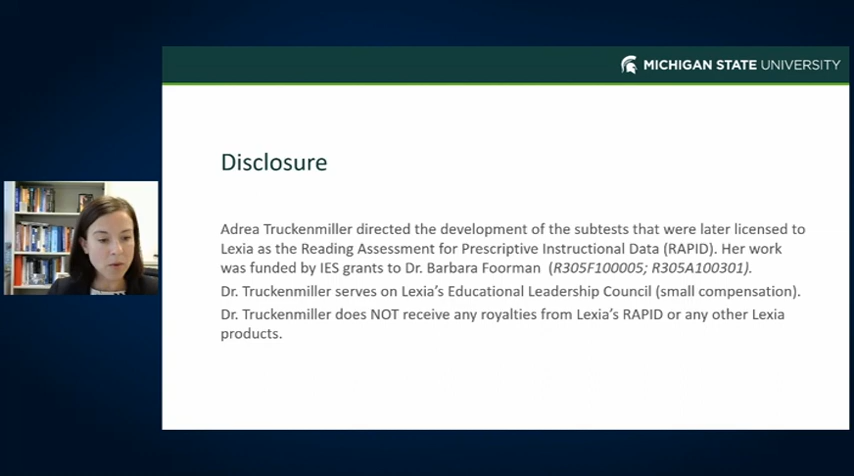 MICHIGAN STATE UNIVERSITY
Disclosure
Adrea Truckenmiller directed the development of the subtests that were later licensed to
Lexia as the Reading Assessment for Prescriptive Instructional Data (RAPID). Her work
was funded by IES grants to Dr. Barbara Foorman (R305F100005; R305A100301).
Dr. Truckenmiller serves on Lexia’s Educational Leadership Council (small compensation).
Dr. Truckenmiller does NOT receive any royalties from Lexia’s RAPID or any other Lexia
products.